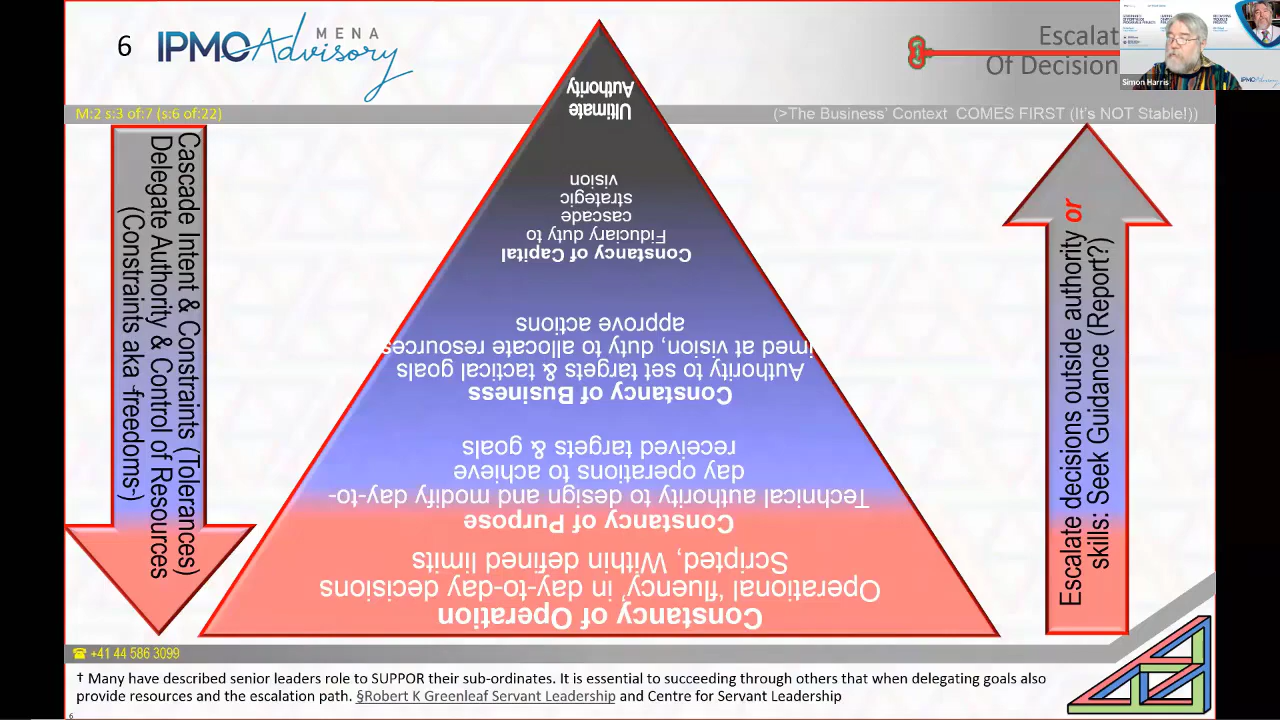 6
IPMO Advisory
MENA
Escalat
Of Decision
Simon Harris
M:2 s:3 of:7 (s:6 of:22)
(>The Business' Context COMES FIRST (It's NOT Stable!))
Cascade Intent & Constraints (Tolerances)
Delegate Authority & Control of Resources
(Constraints aka -freedoms-)
Ultimate
Authority
Constancy of Capital
Fiduciary duty to
cascade
strategic
vision
Constancy of Business
Authority to set targets & tactical goals
imed at vision, duty to allocate resources
approve actions
Constancy of Purpose
Technical authority to design and modify day-to-
day operations to achieve
received targets & goals
Constancy of Operation
Operational 'fluency' in day-to-day decisions
Scripted, Within defined limits
Escalate decisions outside authority or
skills: Seek Guidance (Report?)
☎ +41 44 586 3099
† Many have described senior leaders role to SUPPOR their sub-ordinates. It is essential to succeeding through others that when delegating goals also
provide resources and the escalation path. §Robert K Greenleaf Servant Leadership and Centre for Servant Leadership
6